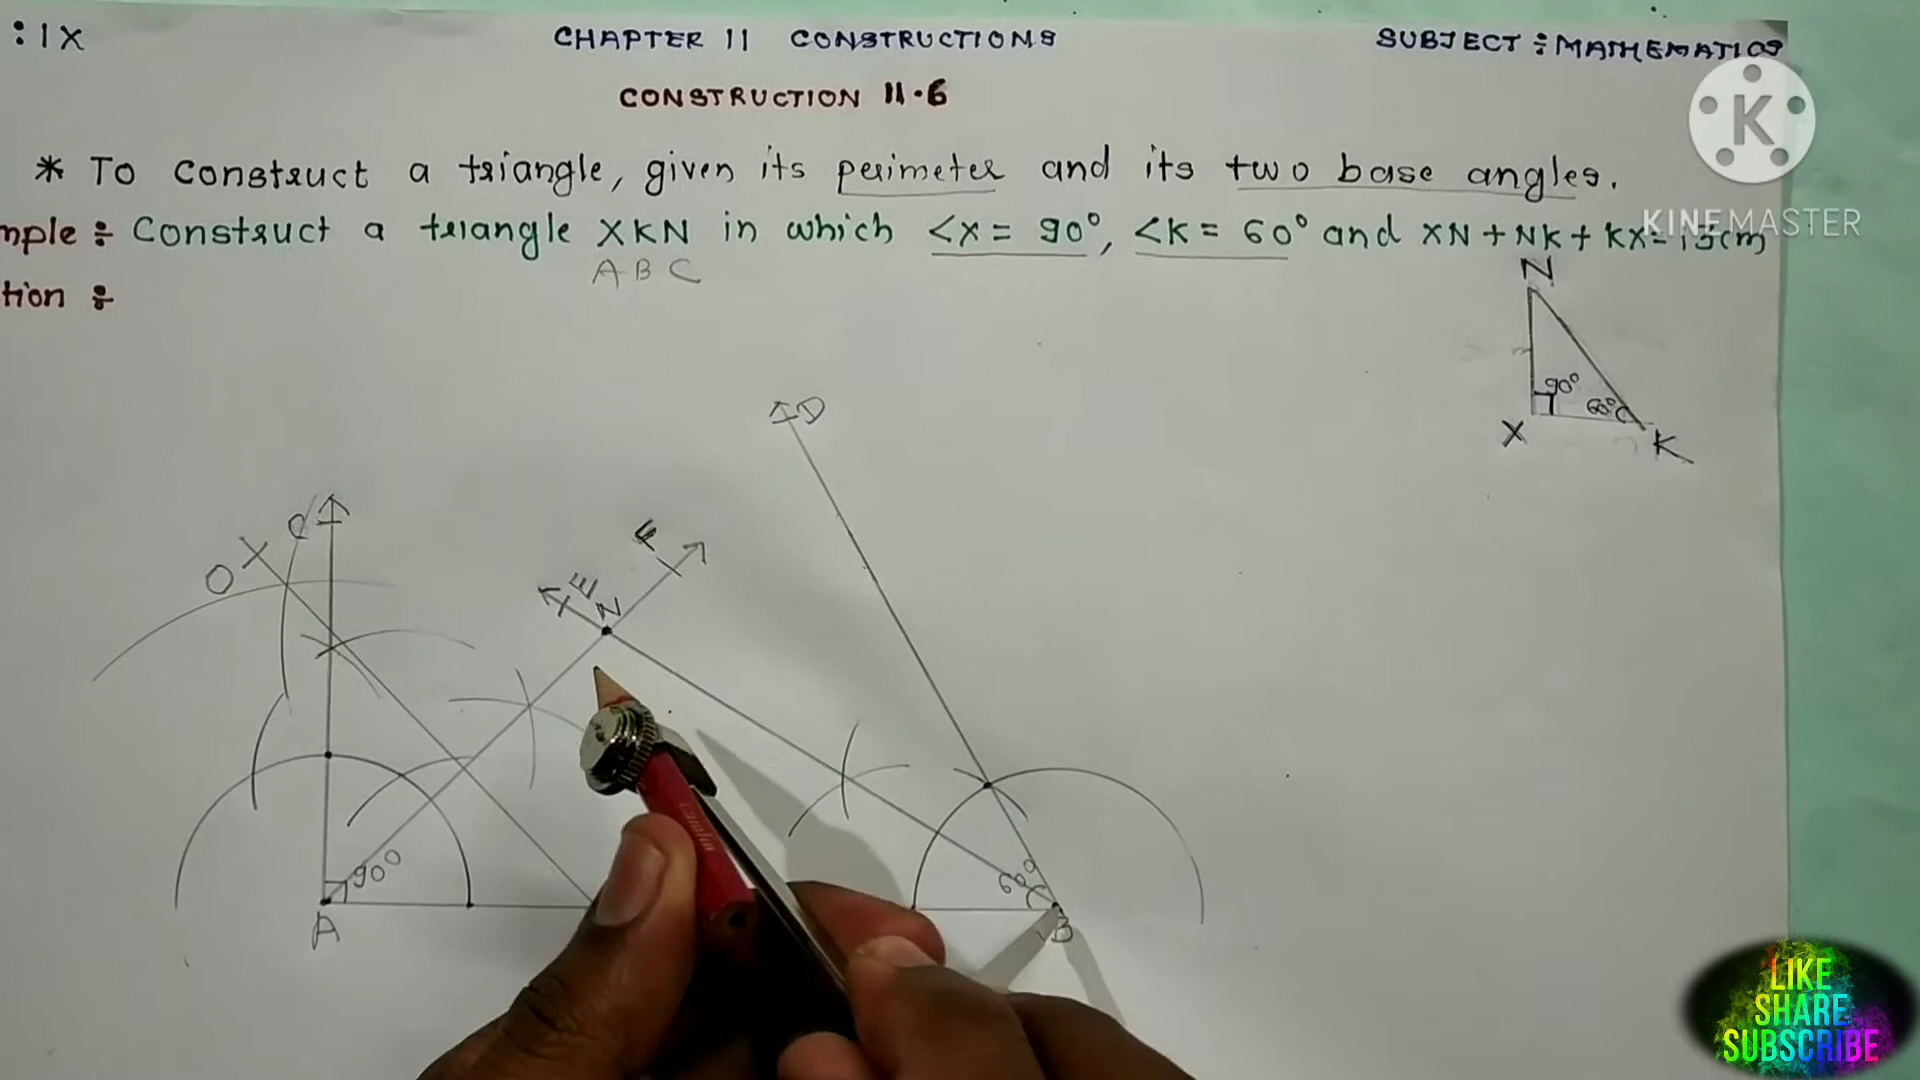 : IX CHAPTER 11 CONSTRUCTIONS SUBJECT : MATHEMATICS
CONSTRUCTION 11.6
K
* To construct a triangle, given its perimeter and its two base angles.
KINEMASTER
mple : Construct a triangle XKN in which <X = 90°, <K = 60° and XN + NK + KX = 15cm
A B C
tion :
N
90° 60°
X K
D
C
O
F
E
N
90°
60°
A
B
LIKE
SHARE
SUBSCRIBE